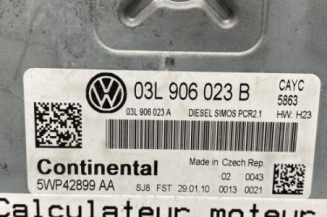 03L 906 023 B
CAYC
5863
03L 906 023 A DIESEL SIMOS PCR2.1 HW: H23
Continental
Made in Czech Rep.
02 0043
5WP42899 AA SJ8 FST 29.01.10 0013 0021
Calculateur moteur